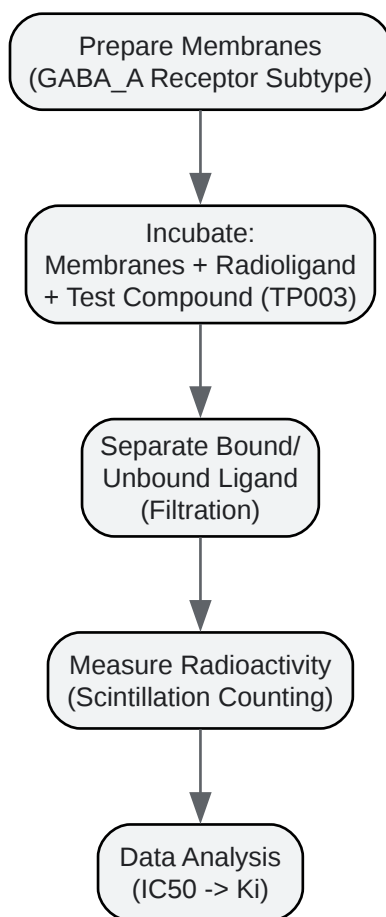 Prepare Membranes
(GABA_A Receptor Subtype)
Incubate:
Membranes + Radioligand
+ Test Compound (TP003)
Separate Bound/
Unbound Ligand
(Filtration)
Measure Radioactivity
(Scintillation Counting)
Data Analysis
(IC50 -> Ki)